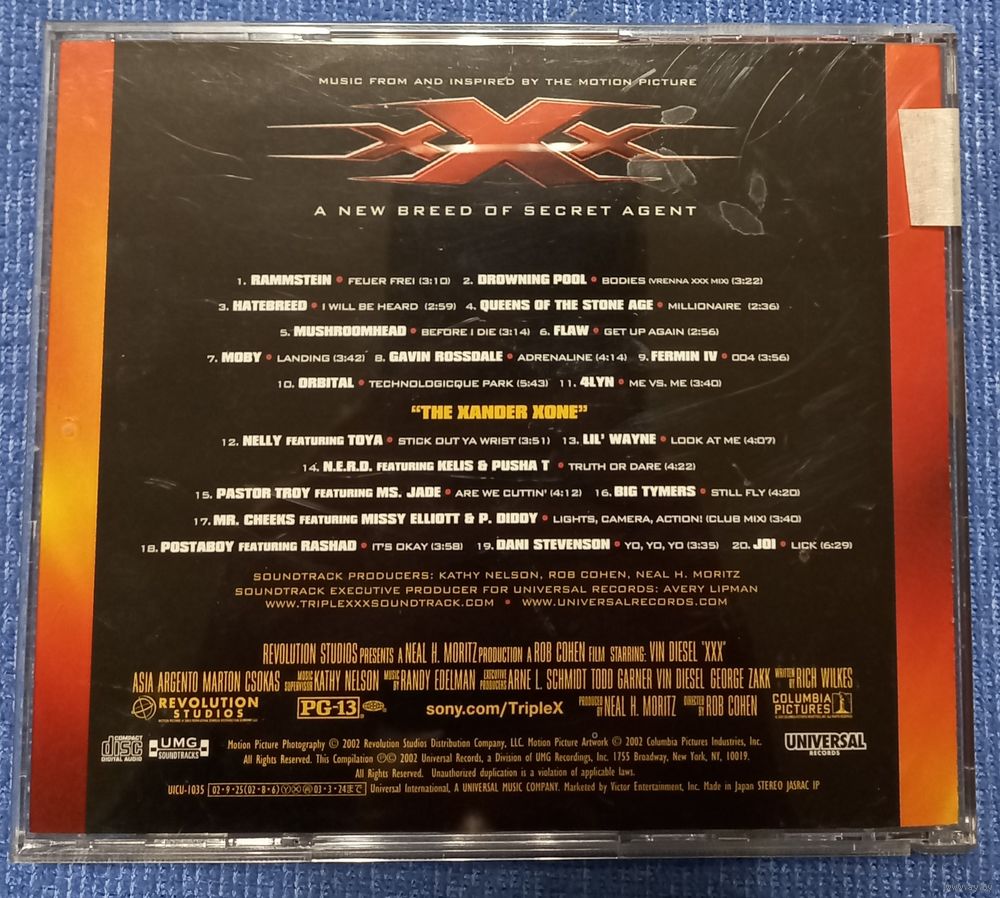 MUSIC FROM AND INSPIRED BY THE MOTION PICTURE
XXX
A NEW BREED OF SECRET AGENT
1. RAMMSTEIN • FEUER FREI (3:10) 2. DROWNING POOL • BODIES (VRENNA XXX MIX) (3:22)
3. HATEBREED • I WILL BE HEARD (2:59) 4. QUEENS OF THE STONE AGE • MILLIONAIRE (2:36)
5. MUSHROOMHEAD • BEFORE I DIE (3:14) 6. FLAW • GET UP AGAIN (2:56)
7. MOBY • LANDING (3:42) 8. GAVIN ROSSDALE • ADRENALINE (4:14) 9. FERMIN IV • 004 (3:56)
10. ORBITAL • TECHNOLOGICQUE PARK (5:43) 11. 4LYN • ME VS. ME (3:40)
"THE XANDER XONE"
12. NELLY FEATURING TOYA • STICK OUT YA WRIST (3:51) 13. LIL' WAYNE • LOOK AT ME (4:07)
14. N.E.R.D. FEATURING KELIS & PUSHA T • TRUTH OR DARE (4:22)
15. PASTOR TROY FEATURING MS. JADE • ARE WE CUTTIN' (4:12) 16. BIG TYMERS • STILL FLY (4:20)
17. MR. CHEEKS FEATURING MISSY ELLIOTT & P. DIDDY • LIGHTS, CAMERA, ACTION! (CLUB MIX) (3:40)
18. POSTABOY FEATURING RASHAD • IT'S OKAY (3:58) 19. DANI STEVENSON • YO, YO, YO (3:35) 20. JOI • LICK (6:29)
SOUNDTRACK PRODUCERS: KATHY NELSON, ROB COHEN, NEAL H. MORITZ
SOUNDTRACK EXECUTIVE PRODUCER FOR UNIVERSAL RECORDS: AVERY LIPMAN
WWW.TRIPLEXXXSOUNDTRACK.COM • WWW.UNIVERSALRECORDS.COM
REVOLUTION STUDIOS PRESENTS A NEAL H. MORITZ PRODUCTION A ROB COHEN FILM STARRING: VIN DIESEL "XXX"
ASIA ARGENTO MARTON CSOKAS MUSIC SUPERVISOR KATHY NELSON MUSIC BY RANDY EDELMAN EXECUTIVE PRODUCERS ARNE L. SCHMIDT TODD GARNER VIN DIESEL GEORGE ZAKK WRITTEN BY RICH WILKES
REVOLUTION STUDIOS PG-13 sony.com/TripleX PRODUCED BY NEAL H. MORITZ DIRECTED BY ROB COHEN COLUMBIA PICTURES
COMPACT disc DIGITAL AUDIO UMG SOUNDTRACKS UNIVERSAL RECORDS
Motion Picture Photography © 2002 Revolution Studios Distribution Company, LLC. Motion Picture Artwork © 2002 Columbia Pictures Industries, Inc.
All Rights Reserved. This Compilation ℗© 2002 Universal Records, a Division of UMG Recordings, Inc. 1755 Broadway, New York, NY, 10019.
All Rights Reserved. Unauthorized duplication is a violation of applicable laws.
UICU-1035 02・9・25(02・8・6)ⓎⓍ 03・3・24まで Universal International, A UNIVERSAL MUSIC COMPANY. Marketed by Victor Entertainment, Inc. Made in Japan STEREO JASRAC IP